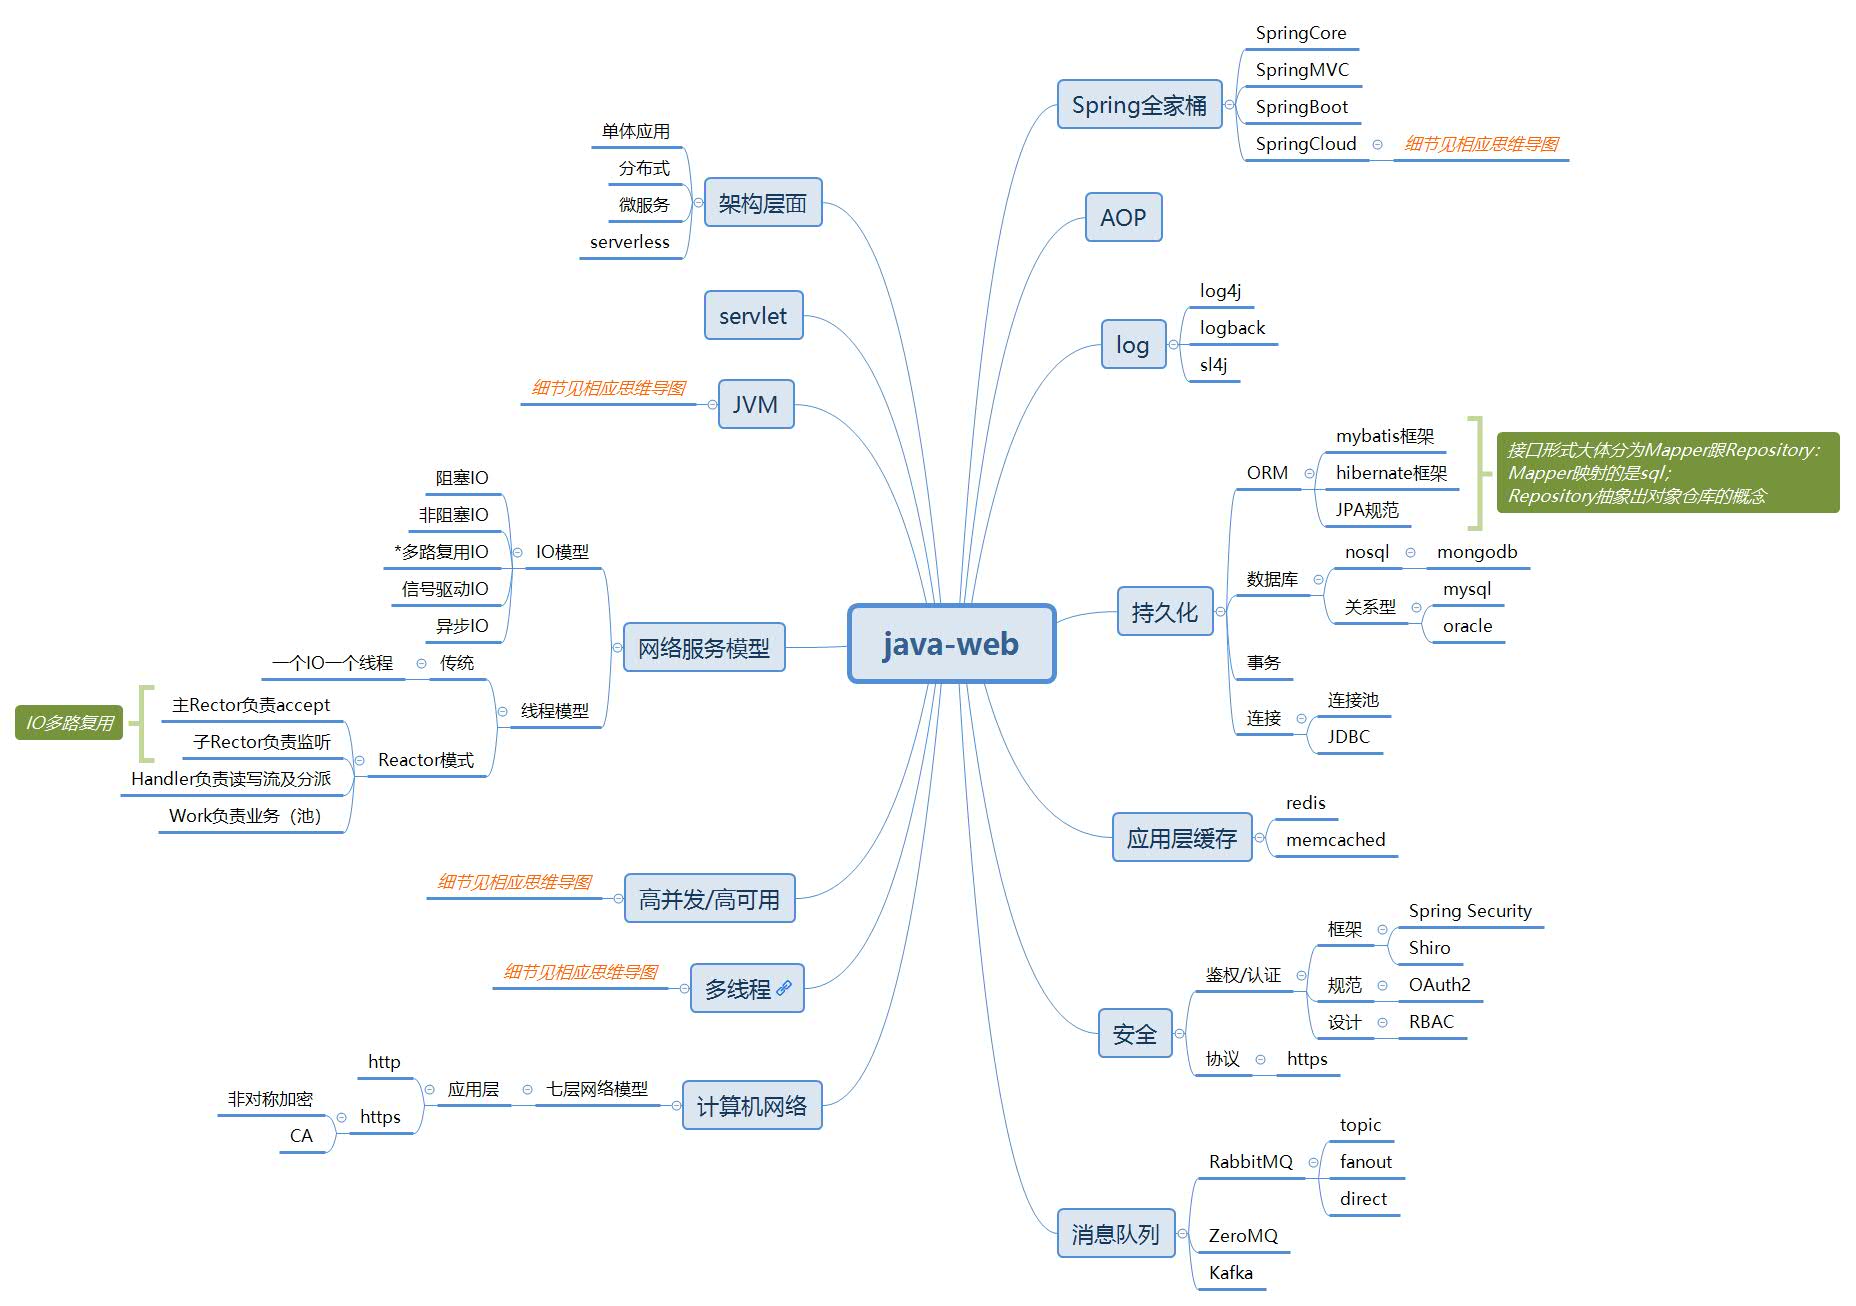 java-web
Spring全家桶
SpringCore
SpringMVC
SpringBoot
SpringCloud
细节见相应思维导图
AOP
log
log4j
logback
sl4j
持久化
ORM
mybatis框架
hibernate框架
JPA规范
接口形式大体分为Mapper跟Repository：
Mapper映射的是sql；
Repository抽象出对象仓库的概念
数据库
nosql
mongodb
关系型
mysql
oracle
事务
连接
连接池
JDBC
应用层缓存
redis
memcached
安全
鉴权/认证
框架
Spring Security
Shiro
规范
OAuth2
设计
RBAC
协议
https
消息队列
RabbitMQ
topic
fanout
direct
ZeroMQ
Kafka
架构层面
单体应用
分布式
微服务
serverless
servlet
JVM
细节见相应思维导图
网络服务模型
IO模型
阻塞IO
非阻塞IO
*多路复用IO
信号驱动IO
异步IO
线程模型
传统
一个IO一个线程
Reactor模式
主Rector负责accept
子Rector负责监听
IO多路复用
Handler负责读写流及分派
Work负责业务（池）
高并发/高可用
细节见相应思维导图
多线程
细节见相应思维导图
计算机网络
七层网络模型
应用层
http
https
非对称加密
CA